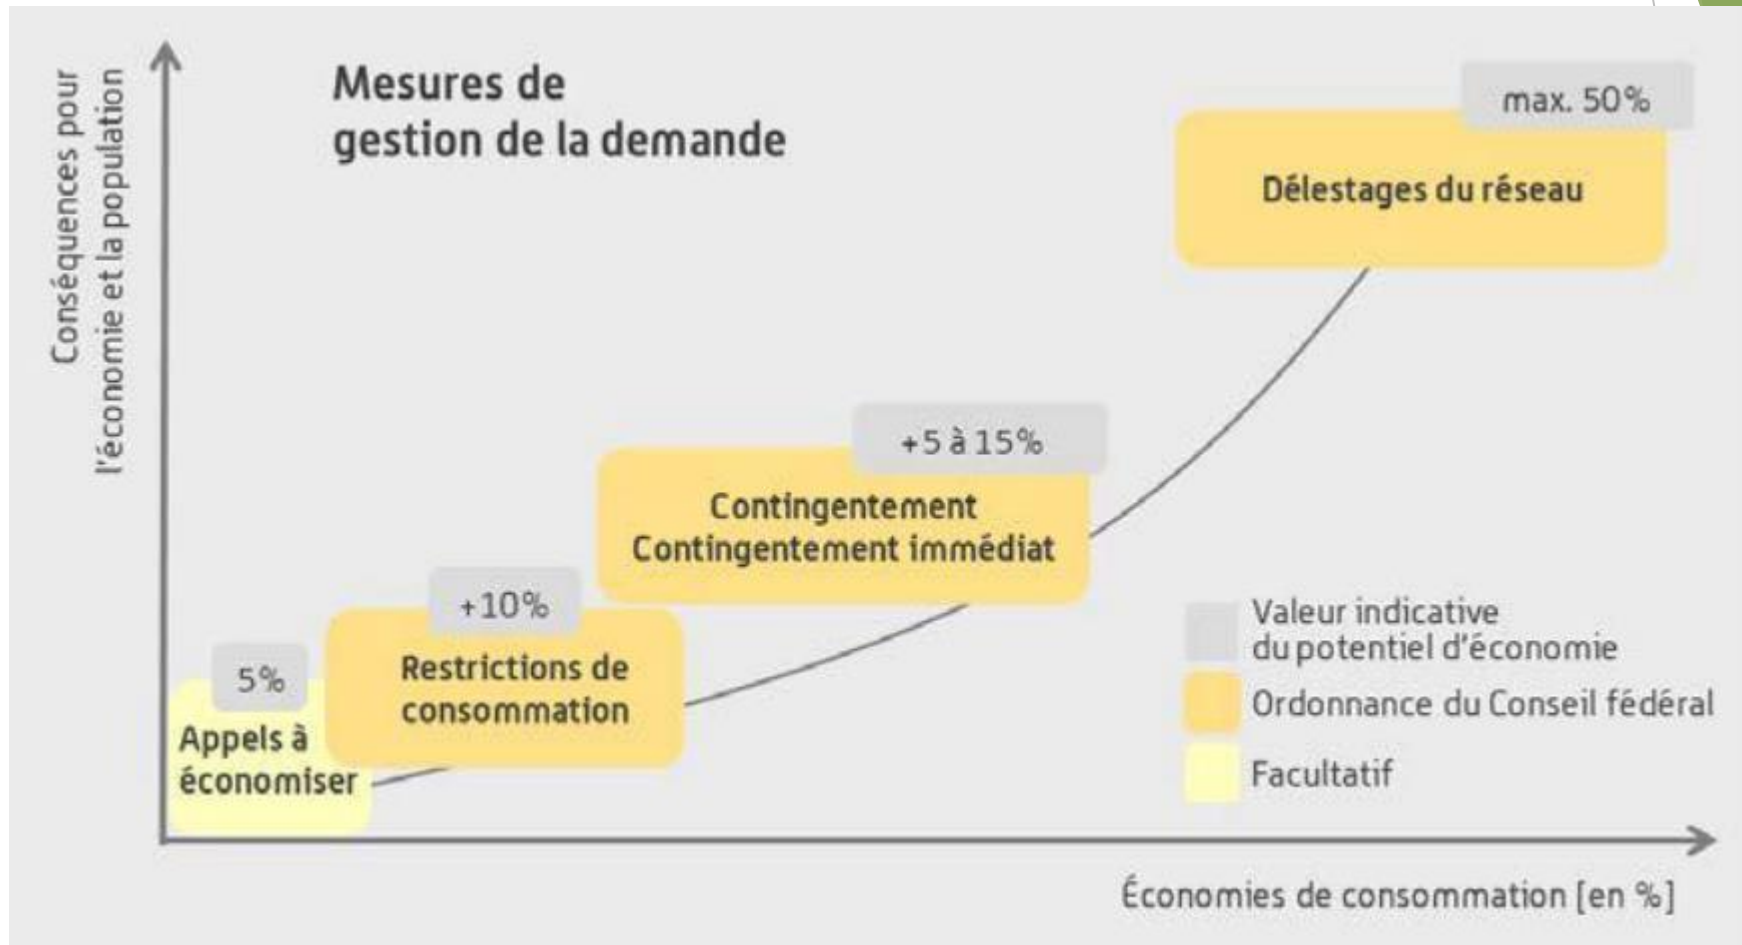 Conséquences pour
l'économie et la population
Mesures de
gestion de la demande
max. 50%
Délestages du réseau
+5 à 15%
Contingentement
Contingentement immédiat
+10%
Restrictions de
consommation
5%
Appels à
économiser
Valeur indicative
du potentiel d'économie
Ordonnance du Conseil fédéral
Facultatif
Économies de consommation [en %]